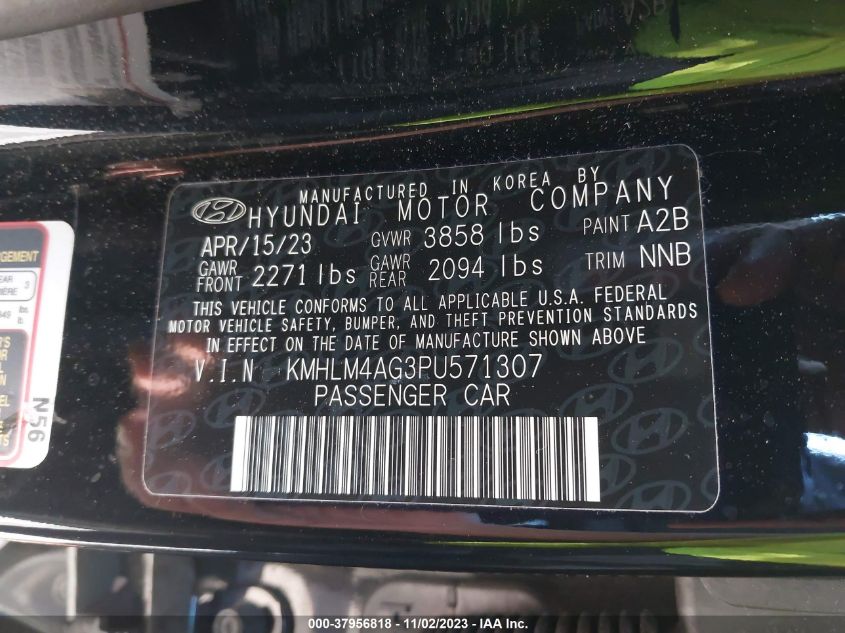 MANUFACTURED IN KOREA BY
HYUNDAI MOTOR COMPANY
APR/15/23 GVWR 3858 lbs PAINT A2B
GAWR FRONT 2271 lbs GAWR REAR 2094 lbs TRIM NNB
THIS VEHICLE CONFORMS TO ALL APPLICABLE U.S.A. FEDERAL
MOTOR VEHICLE SAFETY, BUMPER, AND THEFT PREVENTION STANDARDS
IN EFFECT ON THE DATE OF MANUFACTURE SHOWN ABOVE
V.I.N KMHLM4AG3PU571307
PASSENGER CAR
N56
000-37956818 - 11/02/2023 - IAA Inc.